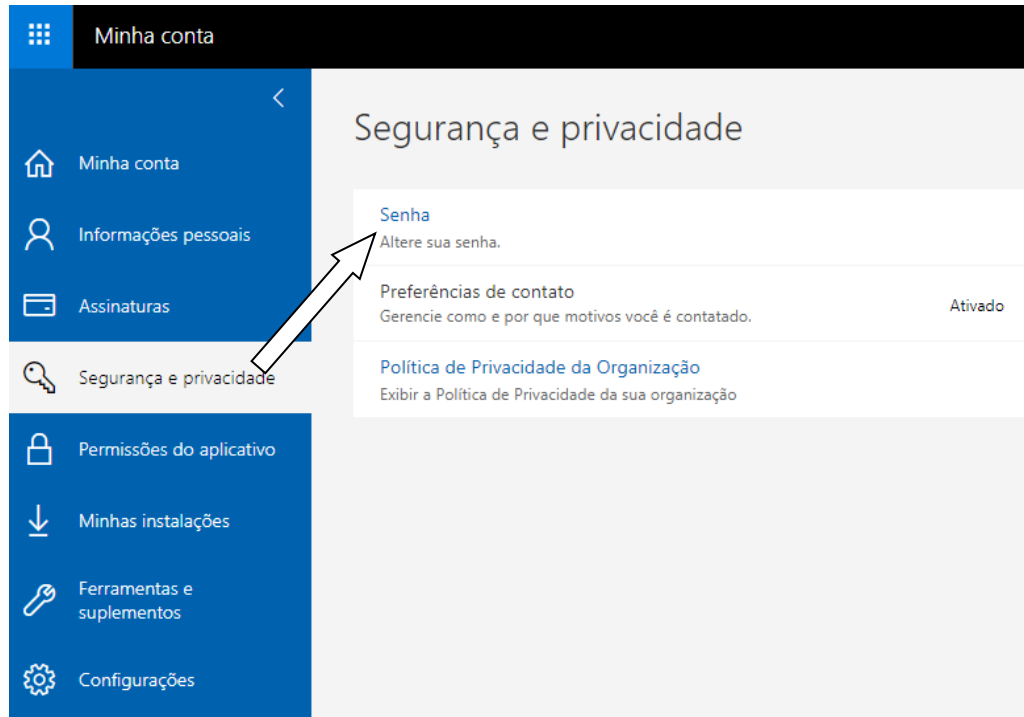 Minha conta
Minha conta
Informações pessoais
Assinaturas
Segurança e privacidade
Permissões do aplicativo
Minhas instalações
Ferramentas e
suplementos
Configurações
Segurança e privacidade
Senha
Altere sua senha.
Preferências de contato
Gerencie como e por que motivos você é contatado.
Ativado
Política de Privacidade da Organização
Exibir a Política de Privacidade da sua organização